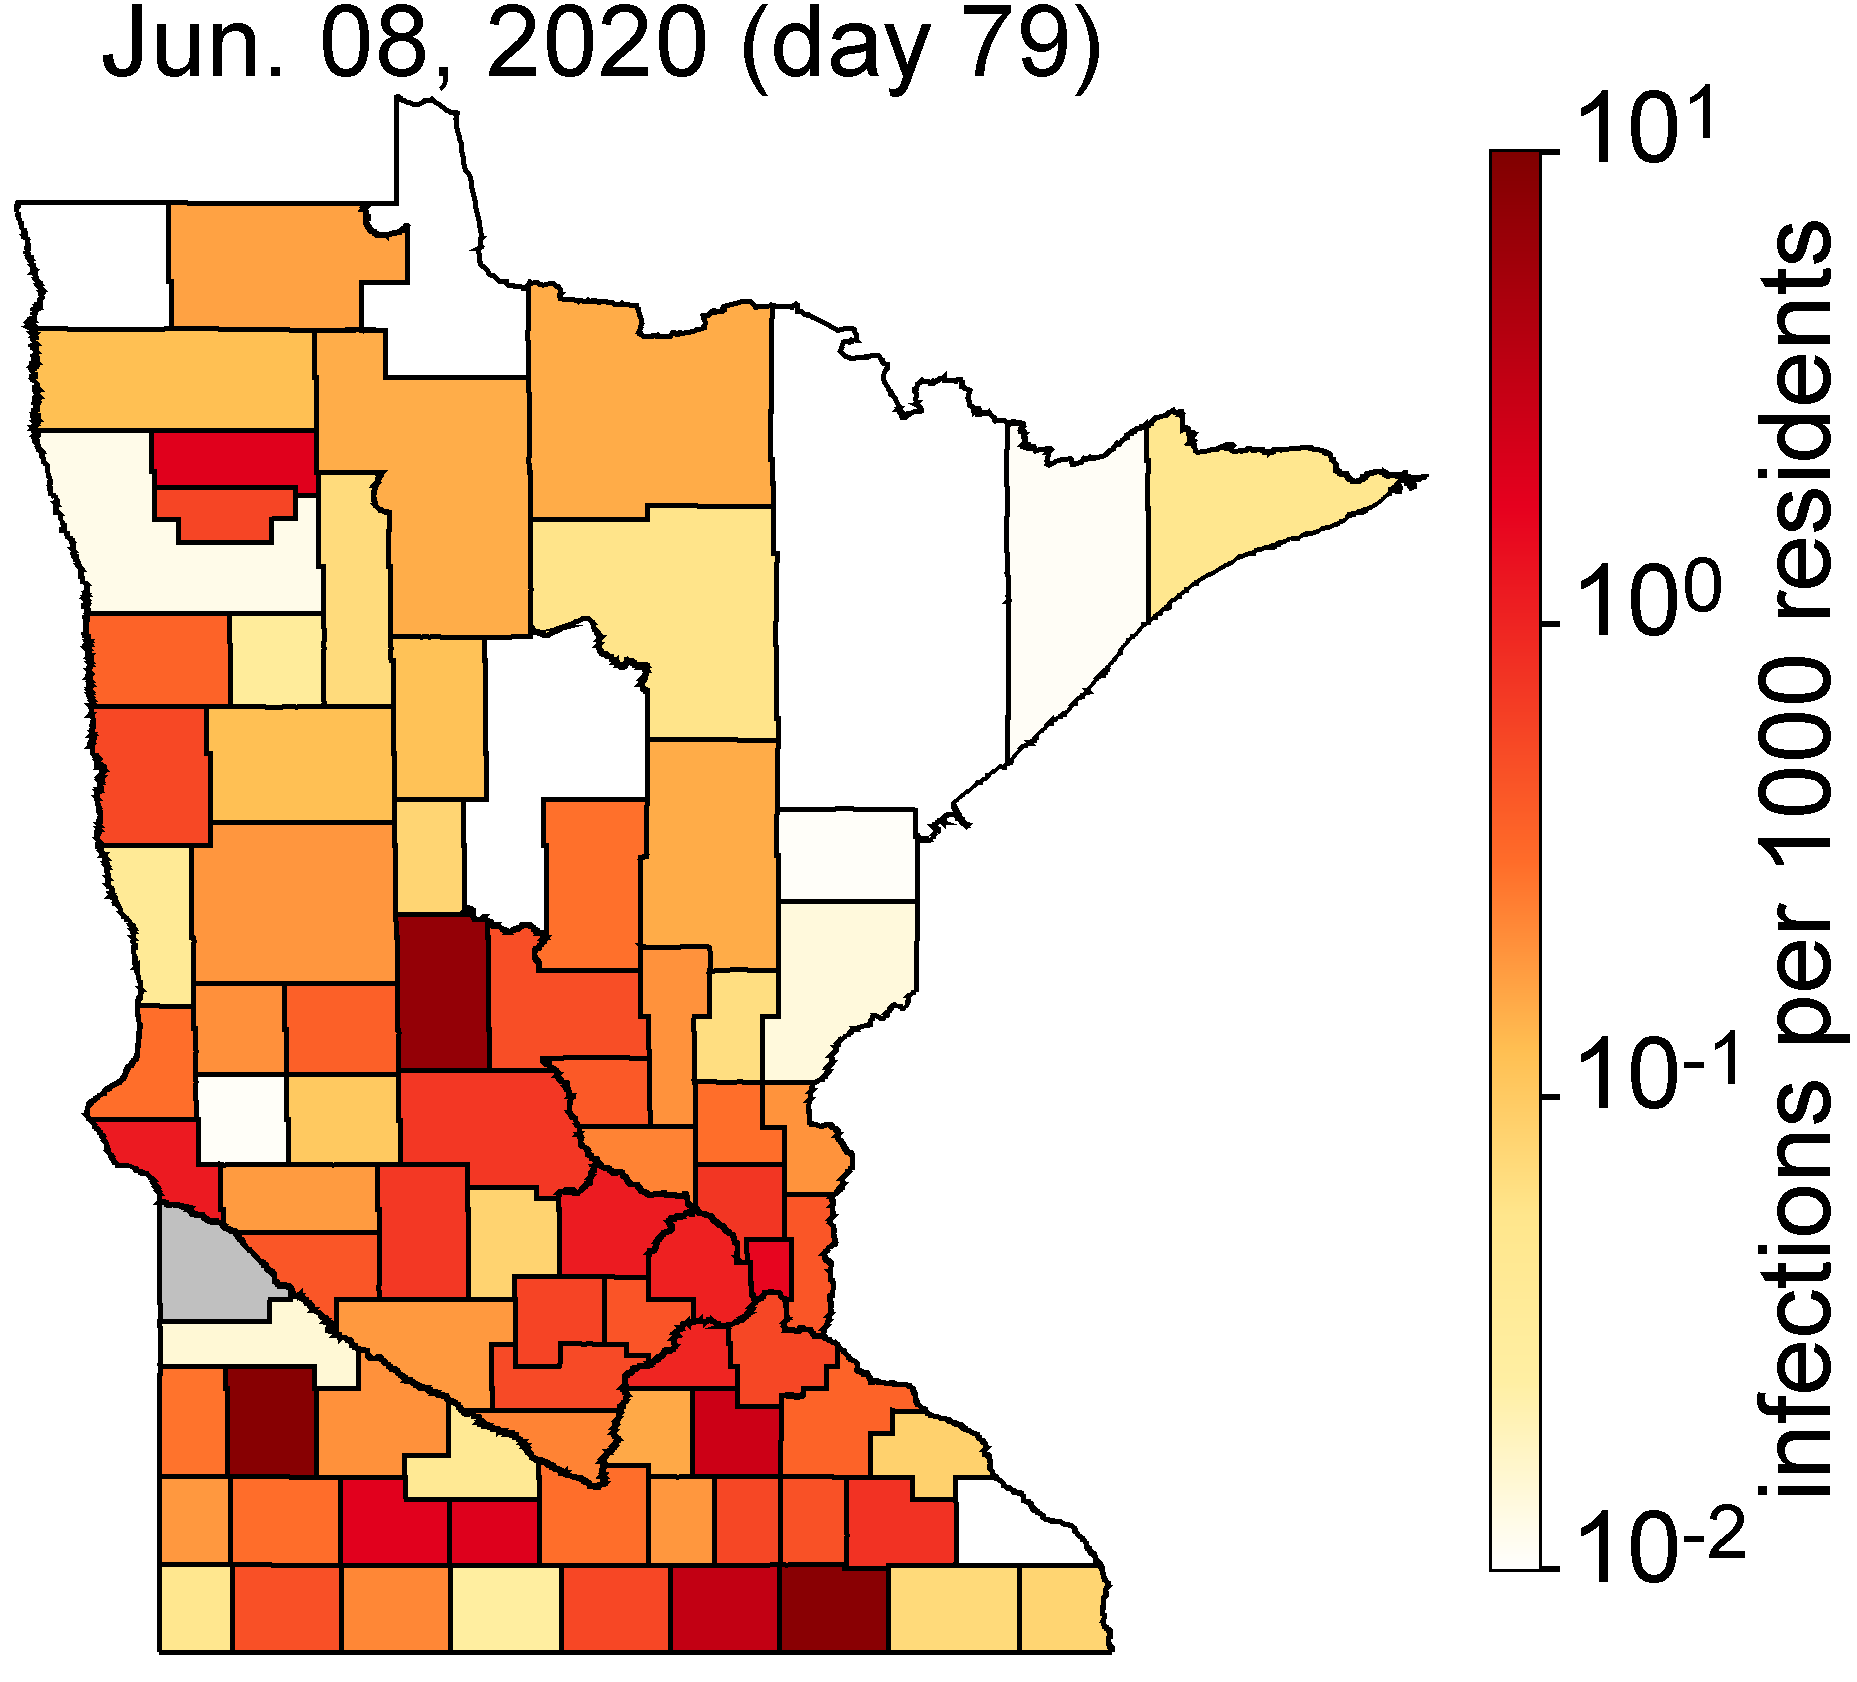 Jun. 08, 2020 (day 79)
10¹
10⁰
10⁻¹
10⁻²
infections per 1000 residents